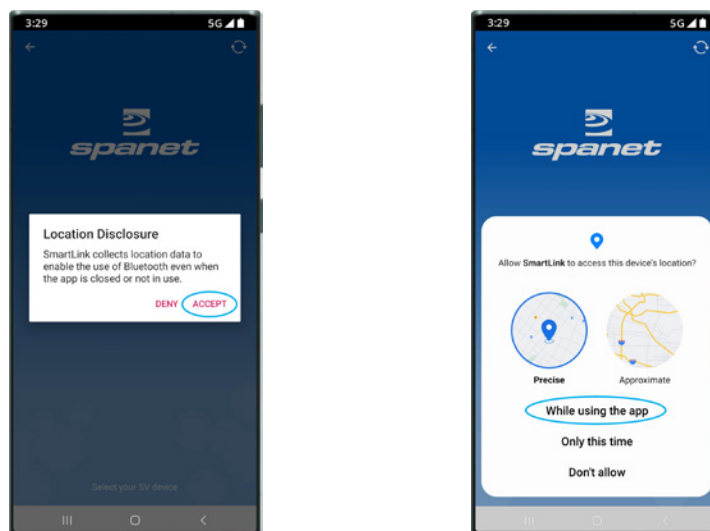 3:29 5G
spanet
Location Disclosure
SmartLink collects location data to
enable the use of Bluetooth even when
the app is closed or not in use.
DENY ACCEPT
Select your SV device
3:29 5G
spanet
Allow SmartLink to access this device's location?
Precise Approximate
While using the app
Only this time
Don't allow